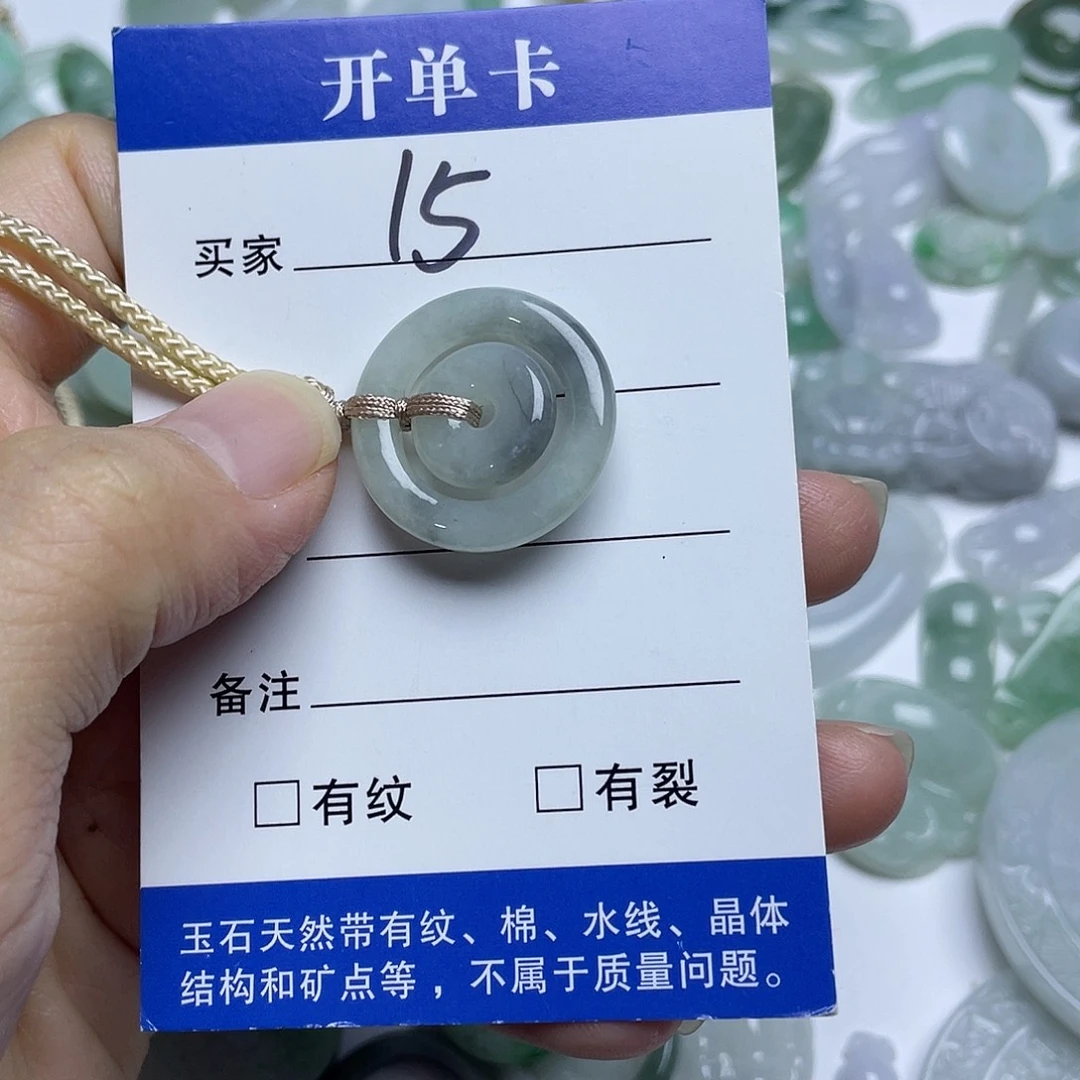 开单卡
买家 15
备注
□有纹 □有裂
玉石天然带有纹、棉、水线、晶体
结构和矿点等，不属于质量问题。